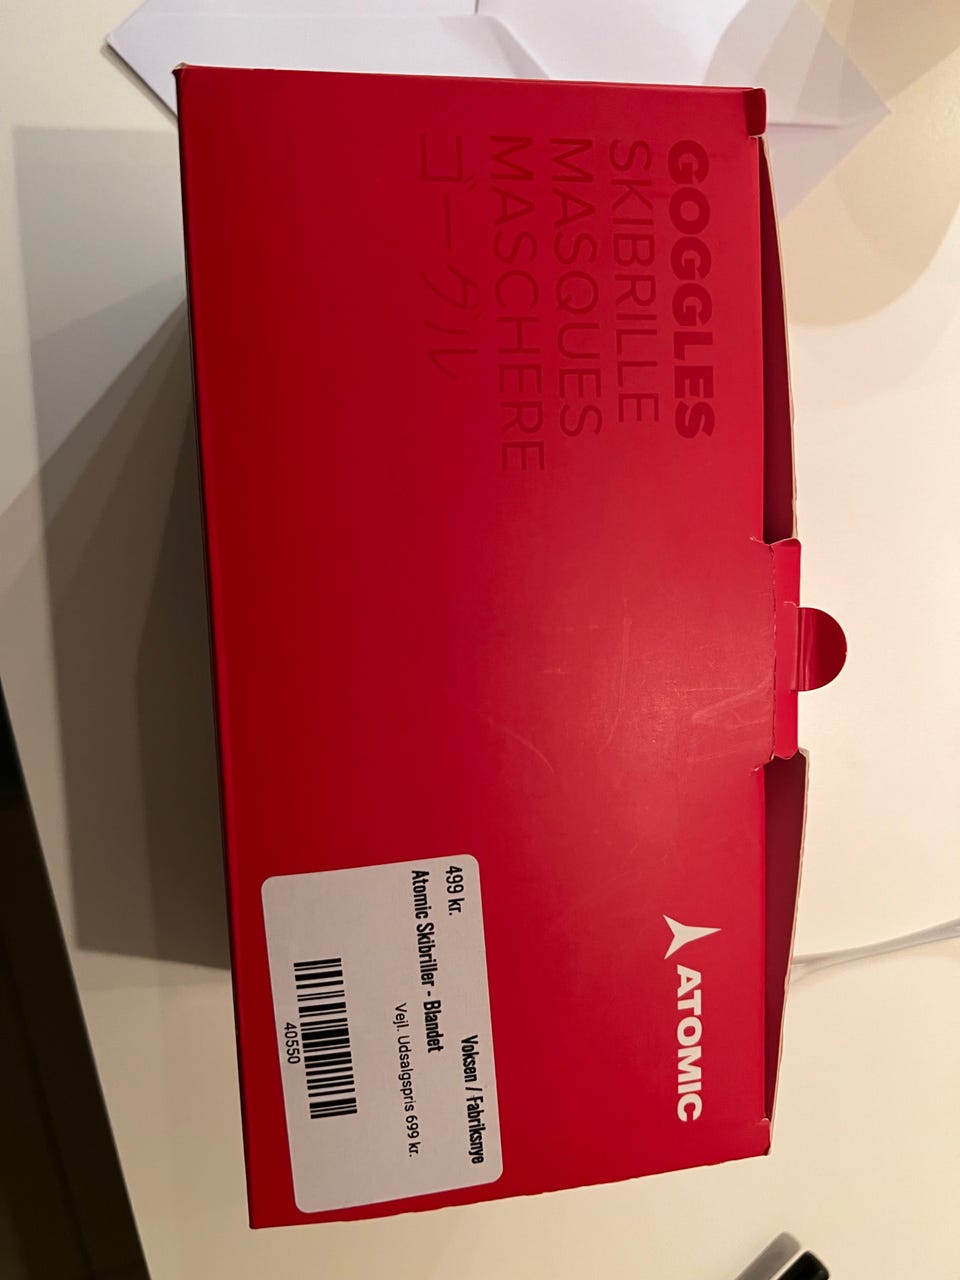 GOGGLES
SKIBRILLE
MASQUES
MASCHERE
ゴーグル
ATOMIC
Voksen / Fabriksnye
499 kr.
Atomic Skibriller - Blandet
Vejl. Udsalgspris 699 kr.
40550